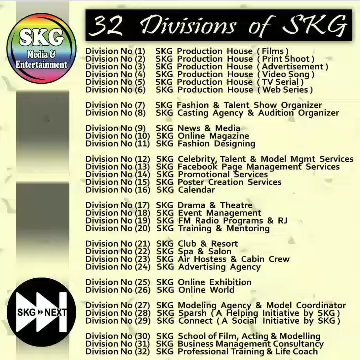 32 Divisions of SKG
SKG
Media &
Entertainment
Division No (1) SKG Production House ( Films )
Division No (2) SKG Production House ( Print Shoot )
Division No (3) SKG Production House ( Advertisement )
Division No (4) SKG Production House ( Video Song )
Division No (5) SKG Production House ( TV Serial )
Division No (6) SKG Production House ( Web Series )
Division No (7) SKG Fashion & Talent Show Organizer
Division No (8) SKG Casting Agency & Audition Organizer
Division No (9) SKG News & Media
Division No (10) SKG Online Magazine
Division No (11) SKG Fashion Designing
Division No (12) SKG Celebrity, Talent & Model Mgmt Services
Division No (13) SKG Facebook Page Management Services
Division No (14) SKG Promotional Services
Division No (15) SKG Poster Creation Services
Division No (16) SKG Calendar
Division No (17) SKG Drama & Theatre
Division No (18) SKG Event Management
Division No (19) SKG FM Radio Programs & RJ
Division No (20) SKG Training & Mentoring
Division No (21) SKG Club & Resort
Division No (22) SKG Spa & Salon
Division No (23) SKG Air Hostess & Cabin Crew
Division No (24) SKG Advertising Agency
Division No (25) SKG Online Exhibition
Division No (26) SKG Online World
Division No (27) SKG Modeling Agency & Model Coordinator
Division No (28) SKG Sparsh ( A Helping Initiative by SKG )
Division No (29) SKG Connect ( A Social Initiative by SKG )
Division No (30) SKG School of Film, Acting & Modelling
Division No (31) SKG Business Management Consultancy
Division No (32) SKG Professional Training & Life Coach
SKG NEXT